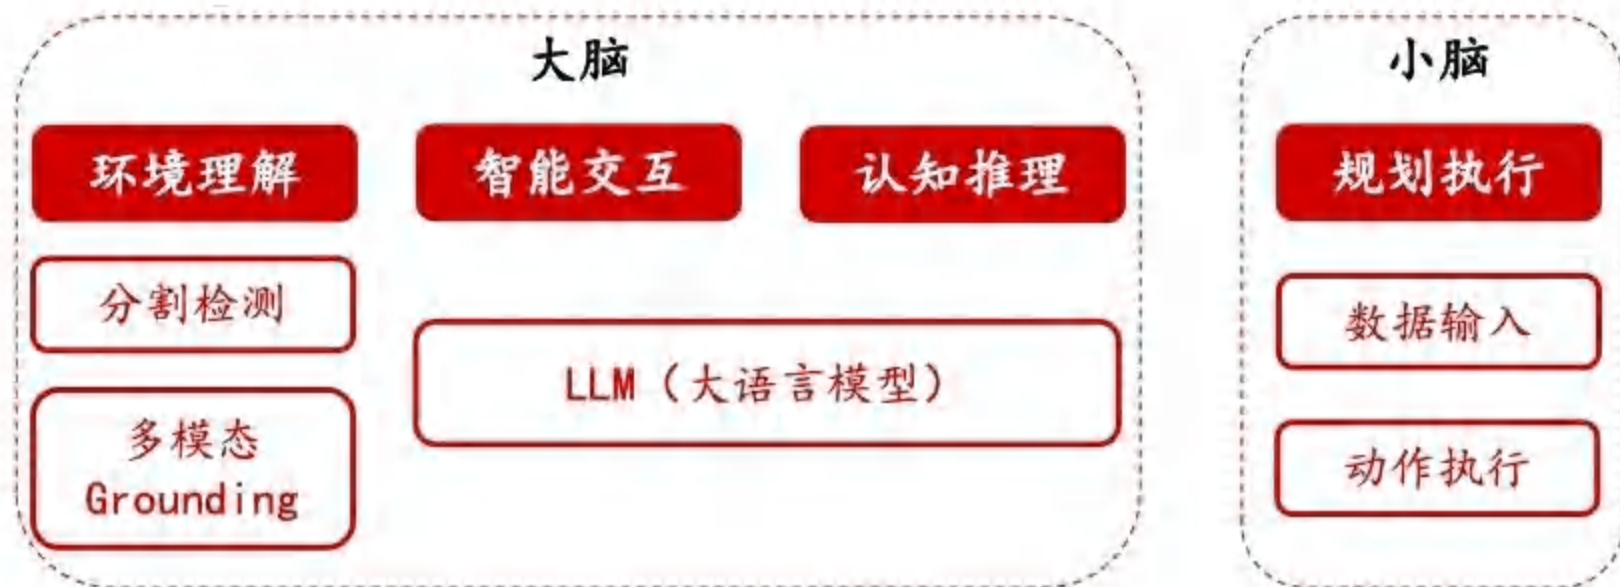 大脑
小脑
环境理解
智能交互
认知推理
规划执行
分割检测
数据输入
LLM（大语言模型）
多模态
Grounding
动作执行